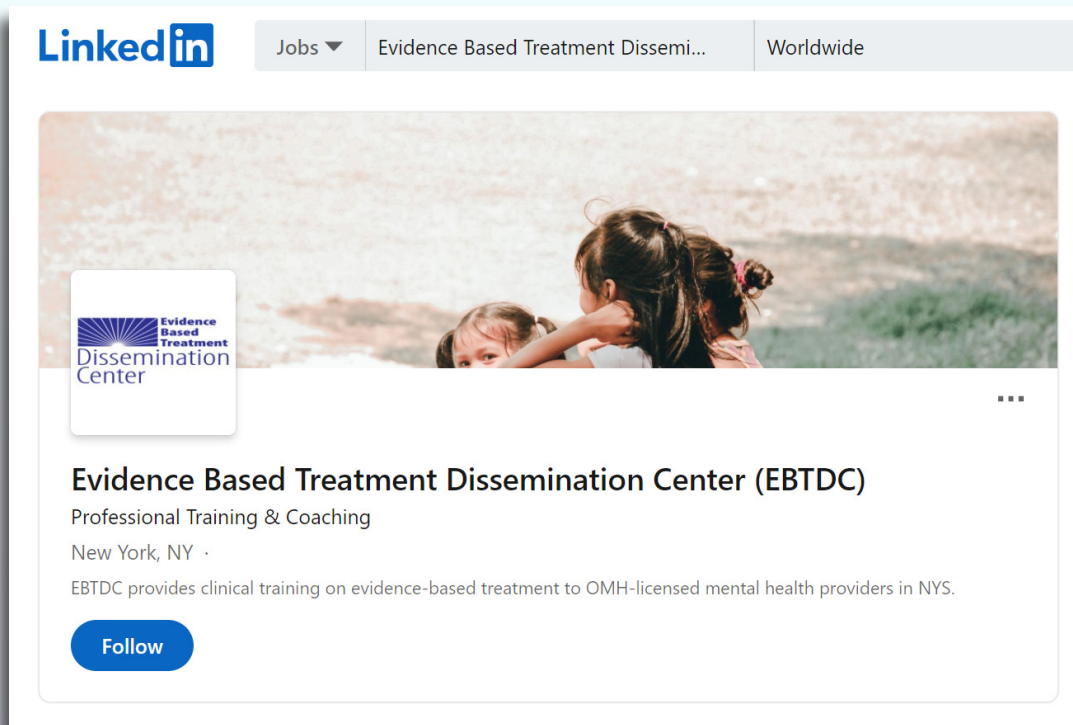 Linked in
Jobs Evidence Based Treatment Dissemi... Worldwide
Evidence
Based
Treatment
Dissemination
Center
Evidence Based Treatment Dissemination Center (EBTDC)
Professional Training & Coaching
New York, NY ·
EBTDC provides clinical training on evidence-based treatment to OMH-licensed mental health providers in NYS.
Follow